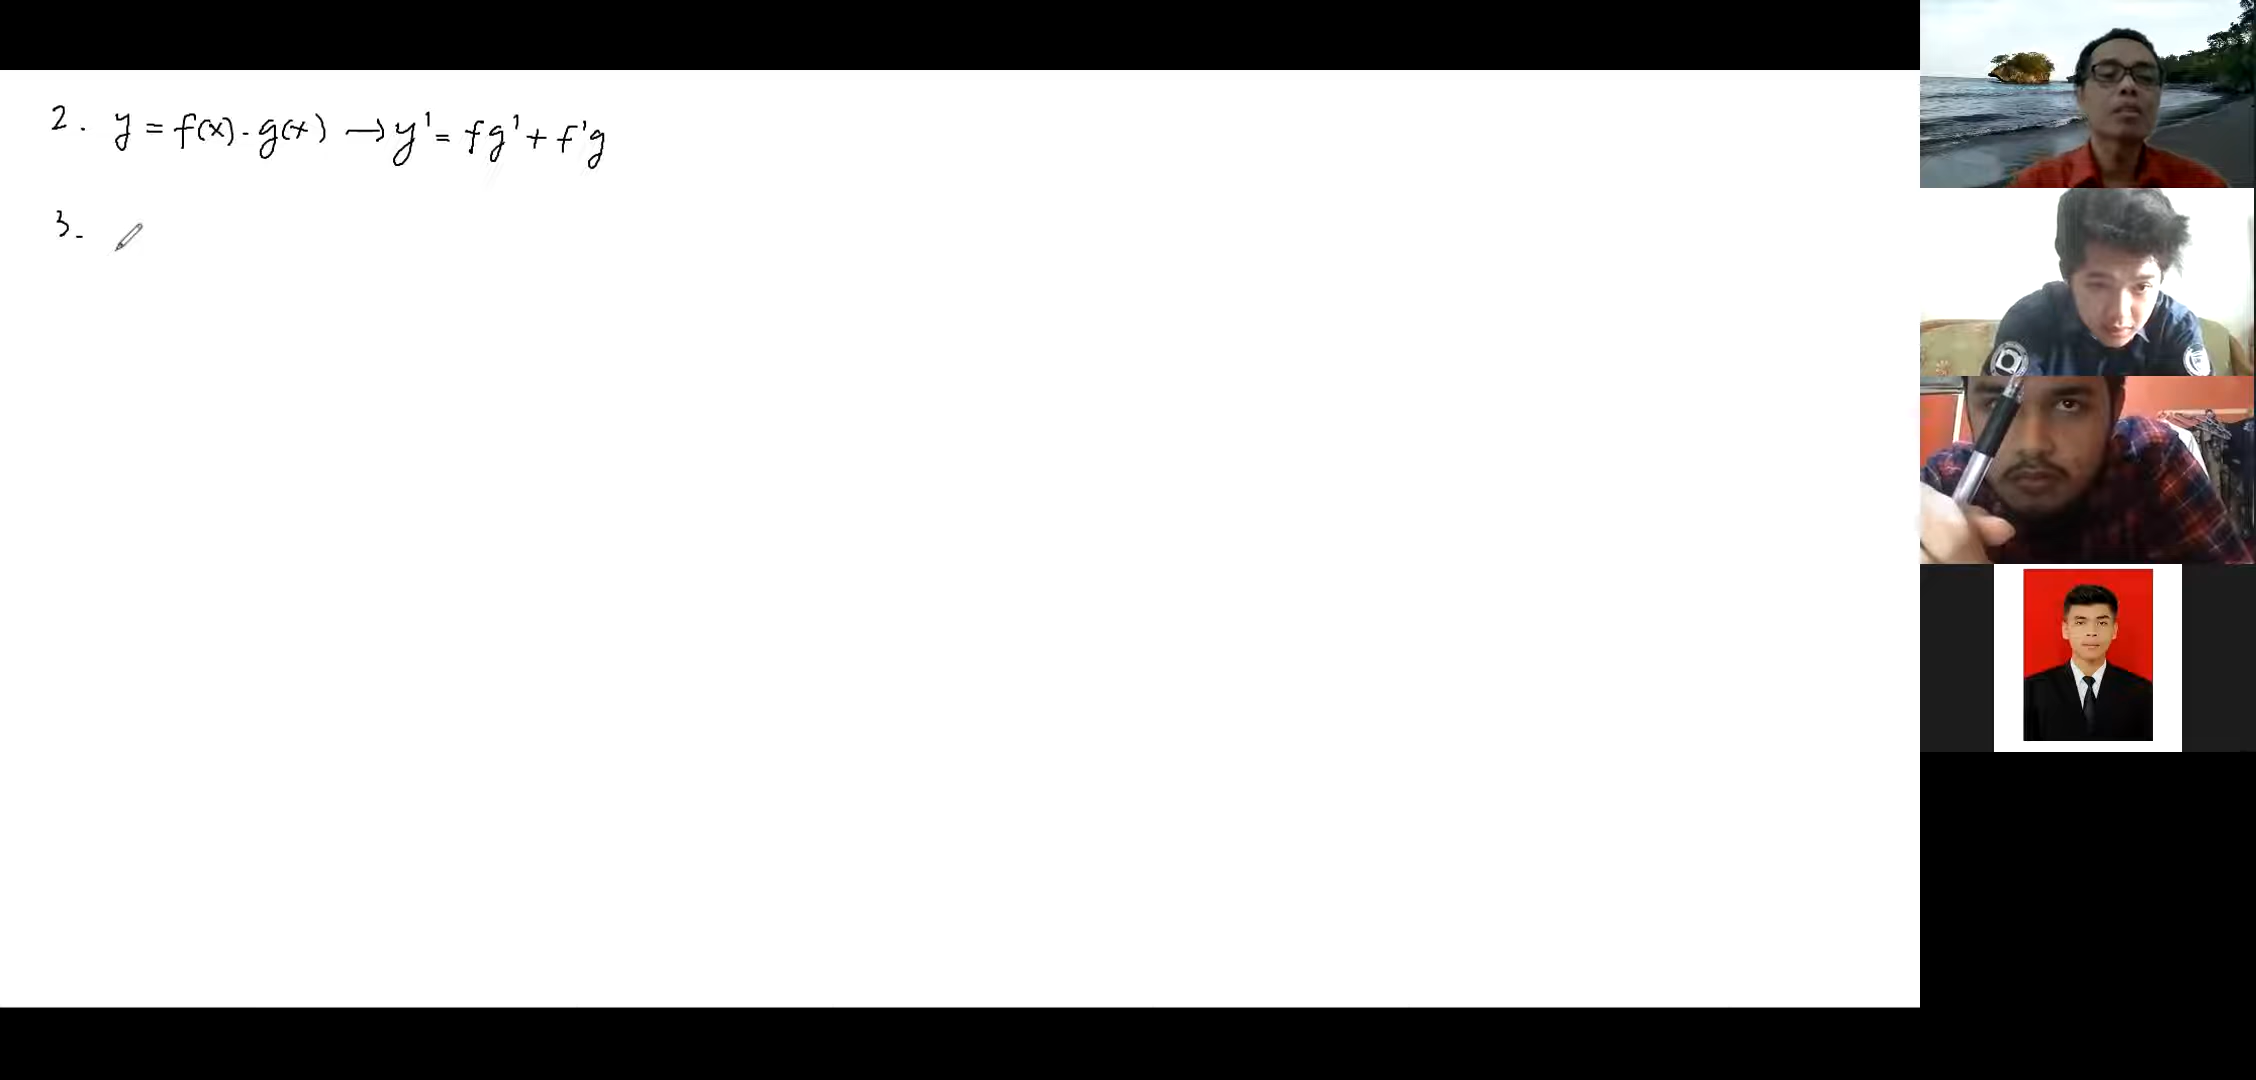 2. y = f(x) . g(x) → y' = fg' + f'g
3.